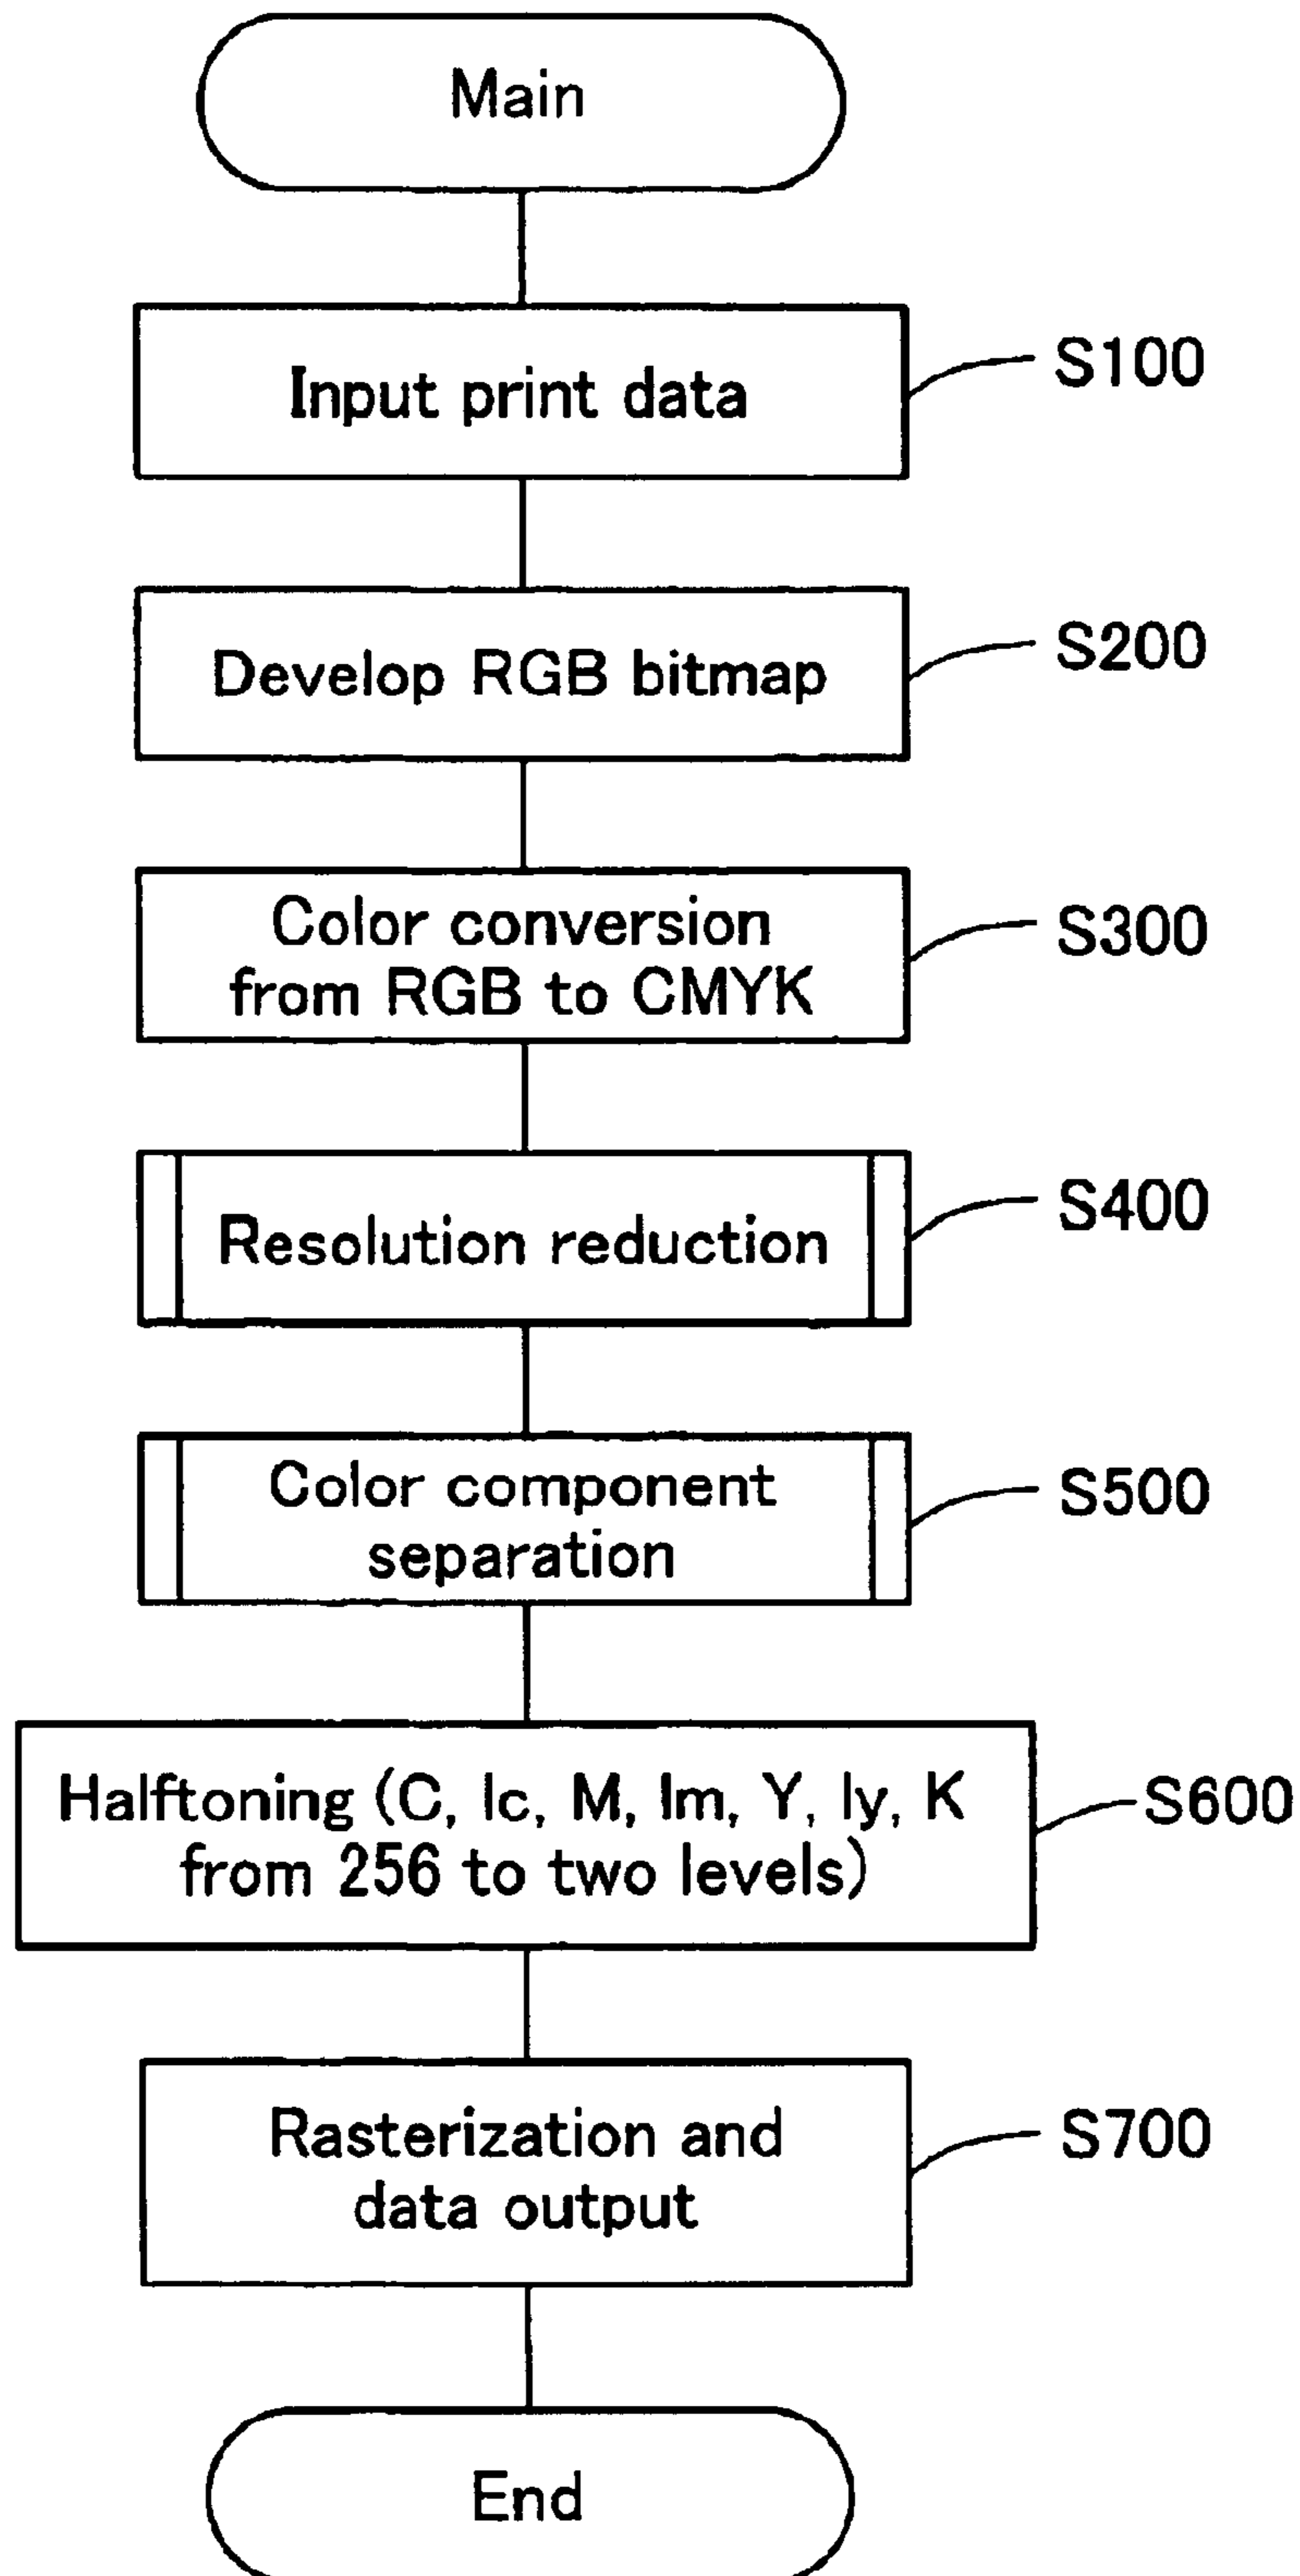 Main
Input print data
S100
Develop RGB bitmap
S200
Color conversion
from RGB to CMYK
S300
Resolution reduction
S400
Color component
separation
S500
Halftoning (C, lc, M, lm, Y, ly, K
from 256 to two levels)
S600
Rasterization and
data output
S700
End